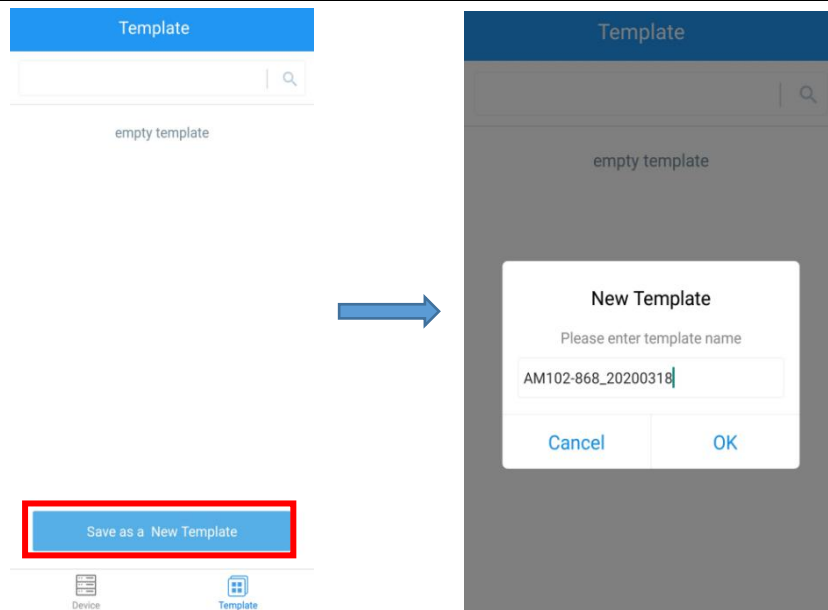 Template
empty template
Save as a New Template
Device
Template
Template
empty template
New Template
Please enter template name
AM102-868_20200318
Cancel
OK